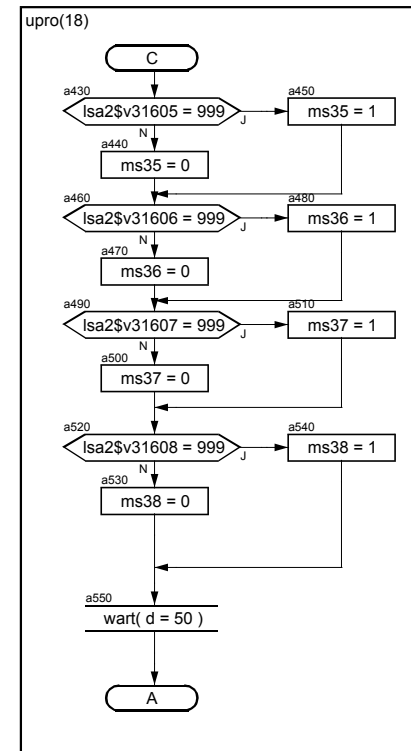 upro(18)
C
a430
lsa2$v31605 = 999
J
a450
ms35 = 1
N
a440
ms35 = 0
a460
lsa2$v31606 = 999
J
a480
ms36 = 1
N
a470
ms36 = 0
a490
lsa2$v31607 = 999
J
a510
ms37 = 1
N
a500
ms37 = 0
a520
lsa2$v31608 = 999
J
a540
ms38 = 1
N
a530
ms38 = 0
a550
wart( d = 50 )
A